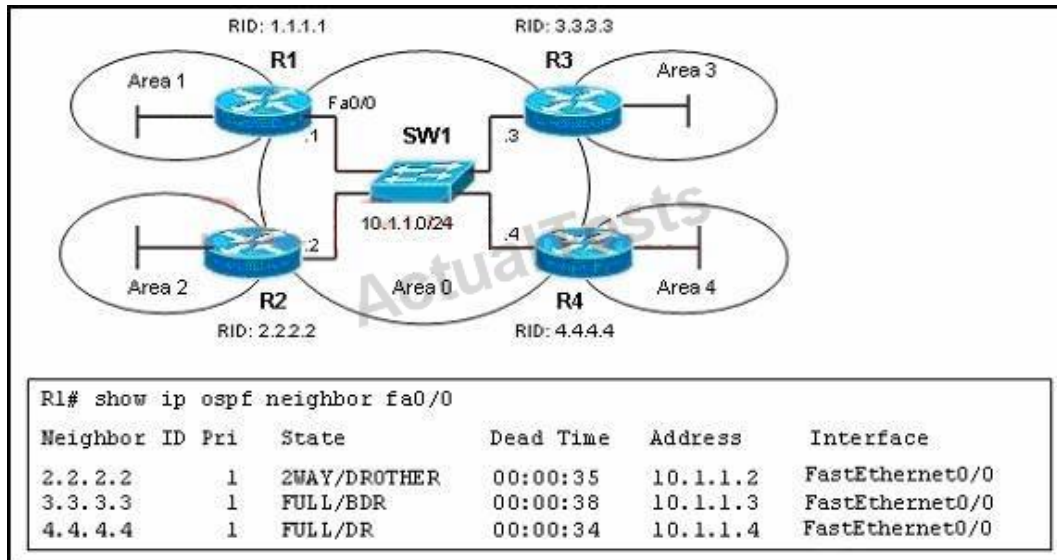 RID: 1.1.1.1
RID: 3.3.3.3
R1
R3
Area 1
Area 3
Fa0/0
.1
SW1
.3
10.1.1.0/24
.2
.4
Area 2
Area 0
Area 4
R2
R4
RID: 2.2.2.2
RID: 4.4.4.4
ActualTests
R1# show ip ospf neighbor fa0/0
Neighbor ID Pri State Dead Time Address Interface
2.2.2.2 1 2WAY/DROTHER 00:00:35 10.1.1.2 FastEthernet0/0
3.3.3.3 1 FULL/BDR 00:00:38 10.1.1.3 FastEthernet0/0
4.4.4.4 1 FULL/DR 00:00:34 10.1.1.4 FastEthernet0/0